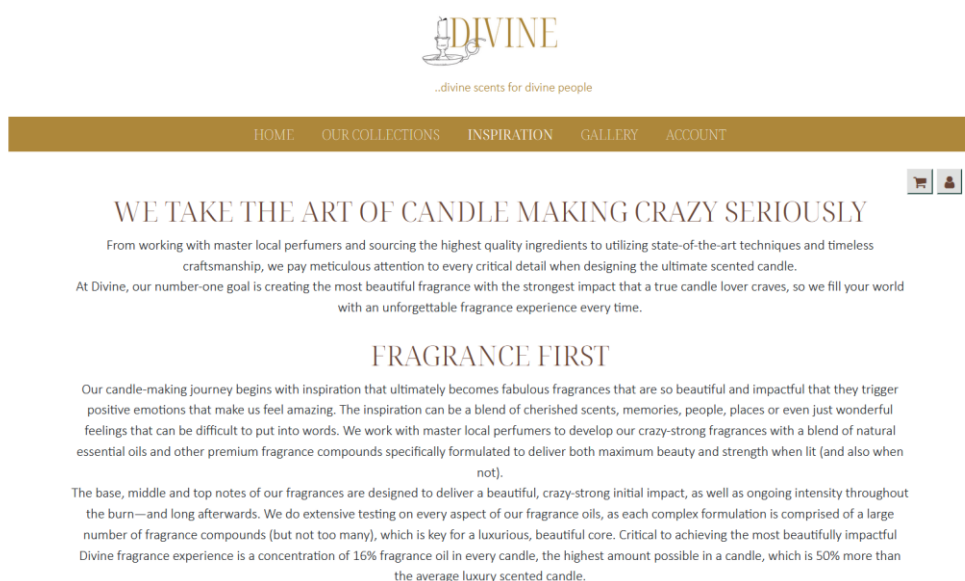 DIVINE
..divine scents for divine people
HOME OUR COLLECTIONS INSPIRATION GALLERY ACCOUNT
WE TAKE THE ART OF CANDLE MAKING CRAZY SERIOUSLY
From working with master local perfumers and sourcing the highest quality ingredients to utilizing state-of-the-art techniques and timeless
craftsmanship, we pay meticulous attention to every critical detail when designing the ultimate scented candle.
At Divine, our number-one goal is creating the most beautiful fragrance with the strongest impact that a true candle lover craves, so we fill your world
with an unforgettable fragrance experience every time.
FRAGRANCE FIRST
Our candle-making journey begins with inspiration that ultimately becomes fabulous fragrances that are so beautiful and impactful that they trigger
positive emotions that make us feel amazing. The inspiration can be a blend of cherished scents, memories, people, places or even just wonderful
feelings that can be difficult to put into words. We work with master local perfumers to develop our crazy-strong fragrances with a blend of natural
essential oils and other premium fragrance compounds specifically formulated to deliver both maximum beauty and strength when lit (and also when
not).
The base, middle and top notes of our fragrances are designed to deliver a beautiful, crazy-strong initial impact, as well as ongoing intensity throughout
the burn—and long afterwards. We do extensive testing on every aspect of our fragrance oils, as each complex formulation is comprised of a large
number of fragrance compounds (but not too many), which is key for a luxurious, beautiful core. Critical to achieving the most beautifully impactful
Divine fragrance experience is a concentration of 16% fragrance oil in every candle, the highest amount possible in a candle, which is 50% more than
the average luxury scented candle.